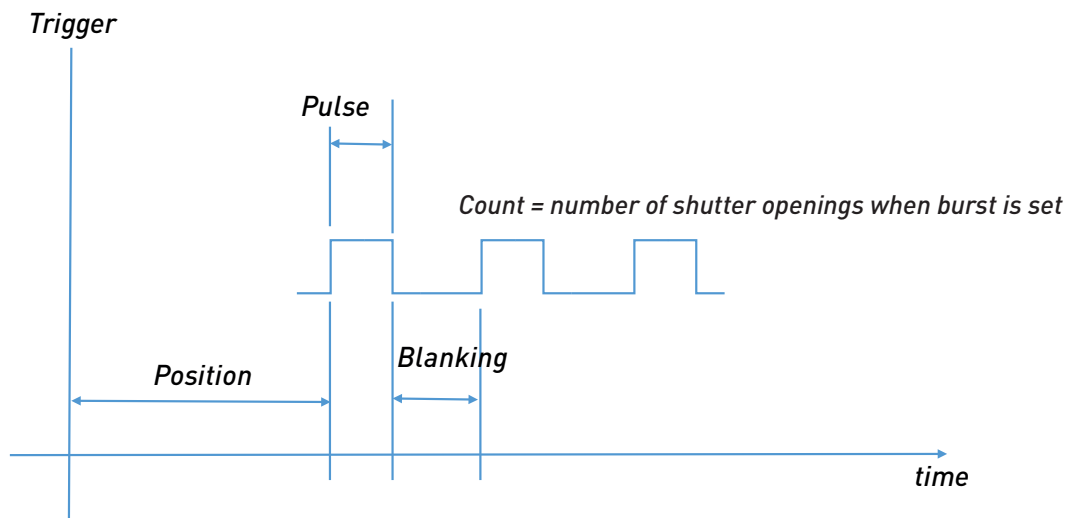 Trigger
Pulse
Count = number of shutter openings when burst is set
Blanking
Position
time